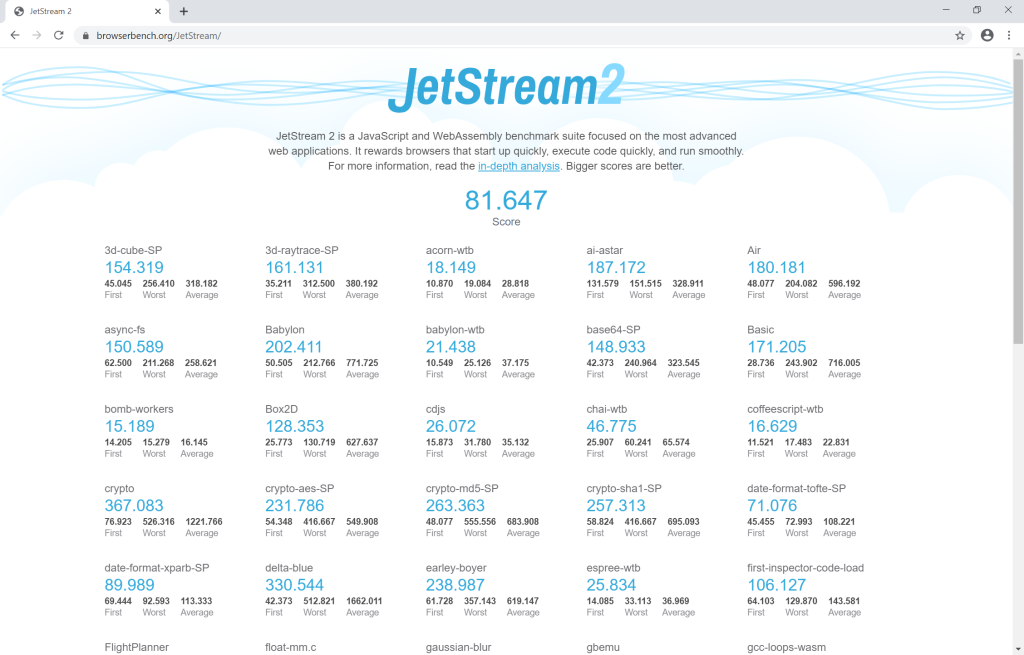 JetStream 2
browserbench.org/JetStream/
JetStream2
JetStream 2 is a JavaScript and WebAssembly benchmark suite focused on the most advanced
web applications. It rewards browsers that start up quickly, execute code quickly, and run smoothly.
For more information, read the in-depth analysis. Bigger scores are better.
81.647
Score
3d-cube-SP 3d-raytrace-SP acorn-wtb ai-astar Air
154.319 161.131 18.149 187.172 180.181
45.045 256.410 318.182 35.211 312.500 380.192 10.870 19.084 28.818 131.579 151.515 328.911 48.077 204.082 596.192
First Worst Average First Worst Average First Worst Average First Worst Average First Worst Average
async-fs Babylon babylon-wtb base64-SP Basic
150.589 202.411 21.438 148.933 171.205
62.500 211.268 258.621 50.505 212.766 771.725 10.549 25.126 37.175 42.373 240.964 323.545 28.736 243.902 716.005
First Worst Average First Worst Average First Worst Average First Worst Average First Worst Average
bomb-workers Box2D cdjs chai-wtb coffeescript-wtb
15.189 128.353 26.072 46.775 16.629
14.205 15.279 16.145 25.773 130.719 627.637 15.873 31.780 35.132 25.907 60.241 65.574 11.521 17.483 22.831
First Worst Average First Worst Average First Worst Average First Worst Average First Worst Average
crypto crypto-aes-SP crypto-md5-SP crypto-sha1-SP date-format-tofte-SP
367.083 231.786 263.363 257.313 71.076
76.923 526.316 1221.766 54.348 416.667 549.908 48.077 555.556 683.908 58.824 416.667 695.093 45.455 72.993 108.221
First Worst Average First Worst Average First Worst Average First Worst Average First Worst Average
date-format-xparb-SP delta-blue earley-boyer espree-wtb first-inspector-code-load
89.989 330.544 238.987 25.834 106.127
69.444 92.593 113.333 42.373 512.821 1662.011 61.728 357.143 619.147 14.085 33.113 36.969 64.103 129.870 143.581
First Worst Average First Worst Average First Worst Average First Worst Average First Worst Average
FlightPlanner float-mm.c gaussian-blur gbemu gcc-loops-wasm